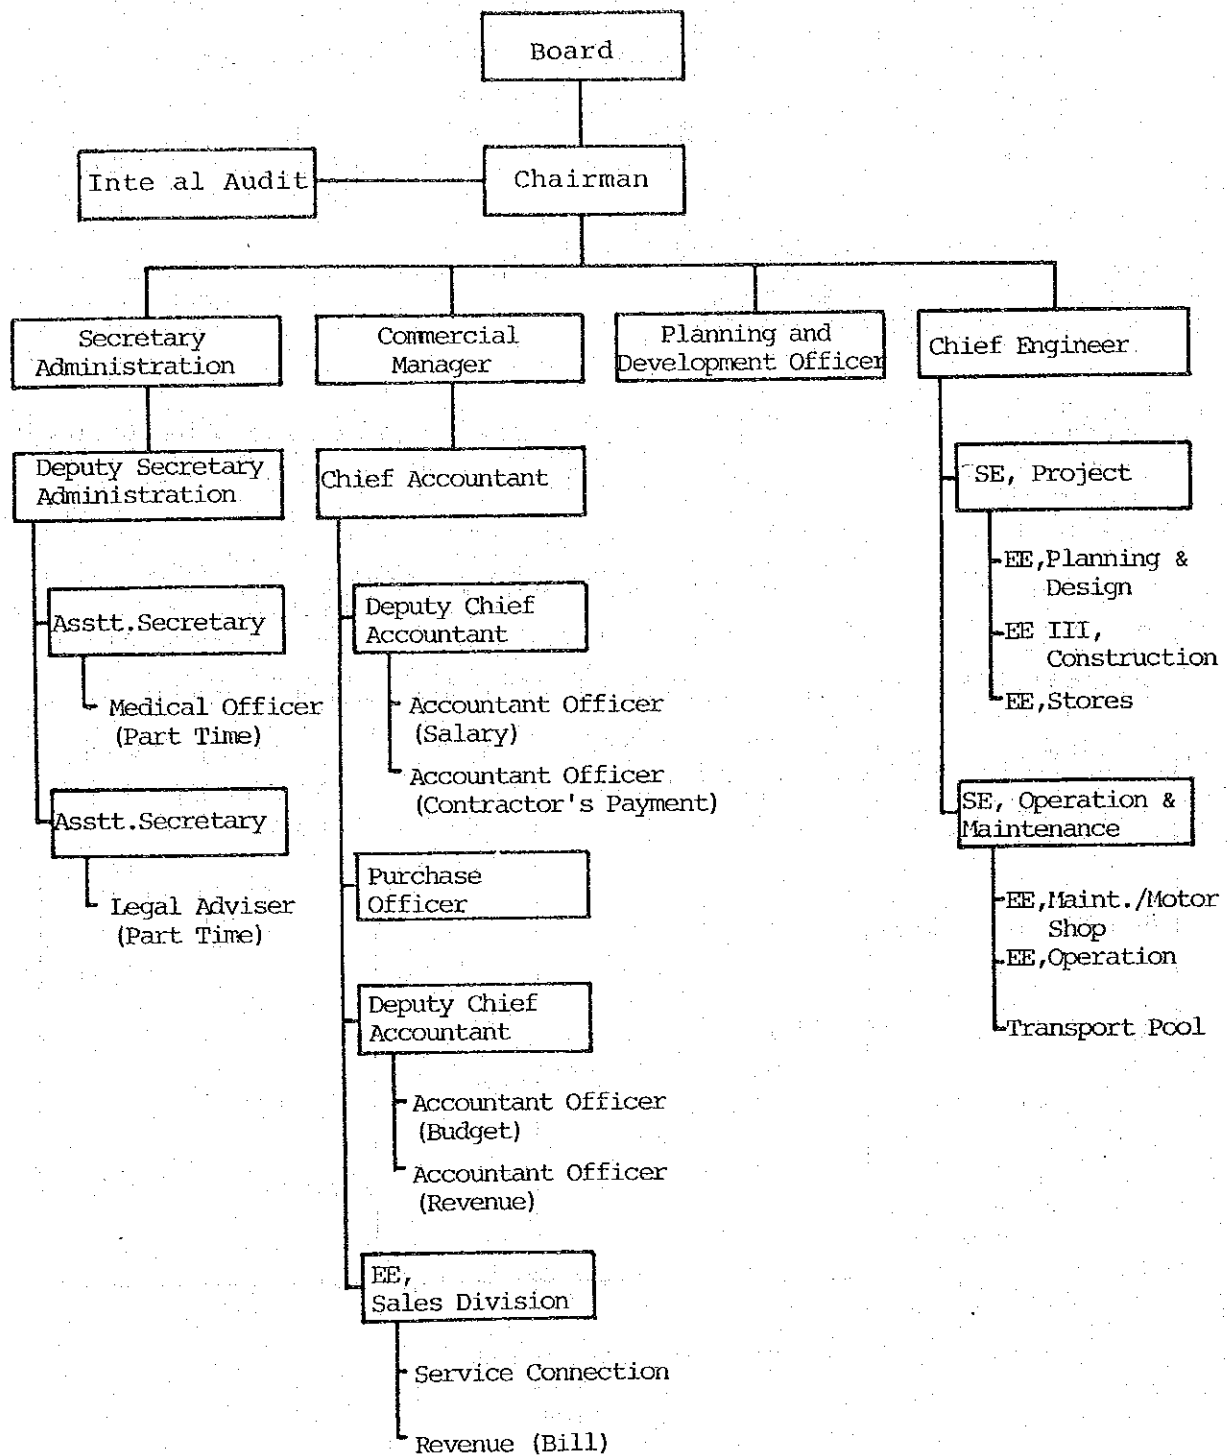 Board
Inte al Audit
Chairman
Secretary
Administration
Commercial
Manager
Planning and
Development Officer
Chief Engineer
Deputy Secretary
Administration
Asstt.Secretary
Medical Officer
(Part Time)
Asstt.Secretary
Legal Adviser
(Part Time)
Chief Accountant
Deputy Chief
Accountant
Accountant Officer
(Salary)
Accountant Officer
(Contractor's Payment)
Purchase
Officer
Deputy Chief
Accountant
Accountant Officer
(Budget)
Accountant Officer
(Revenue)
EE,
Sales Division
Service Connection
Revenue (Bill)
SE, Project
EE,Planning &
Design
EE III,
Construction
EE,Stores
SE, Operation &
Maintenance
EE,Maint./Motor
Shop
EE,Operation
Transport Pool